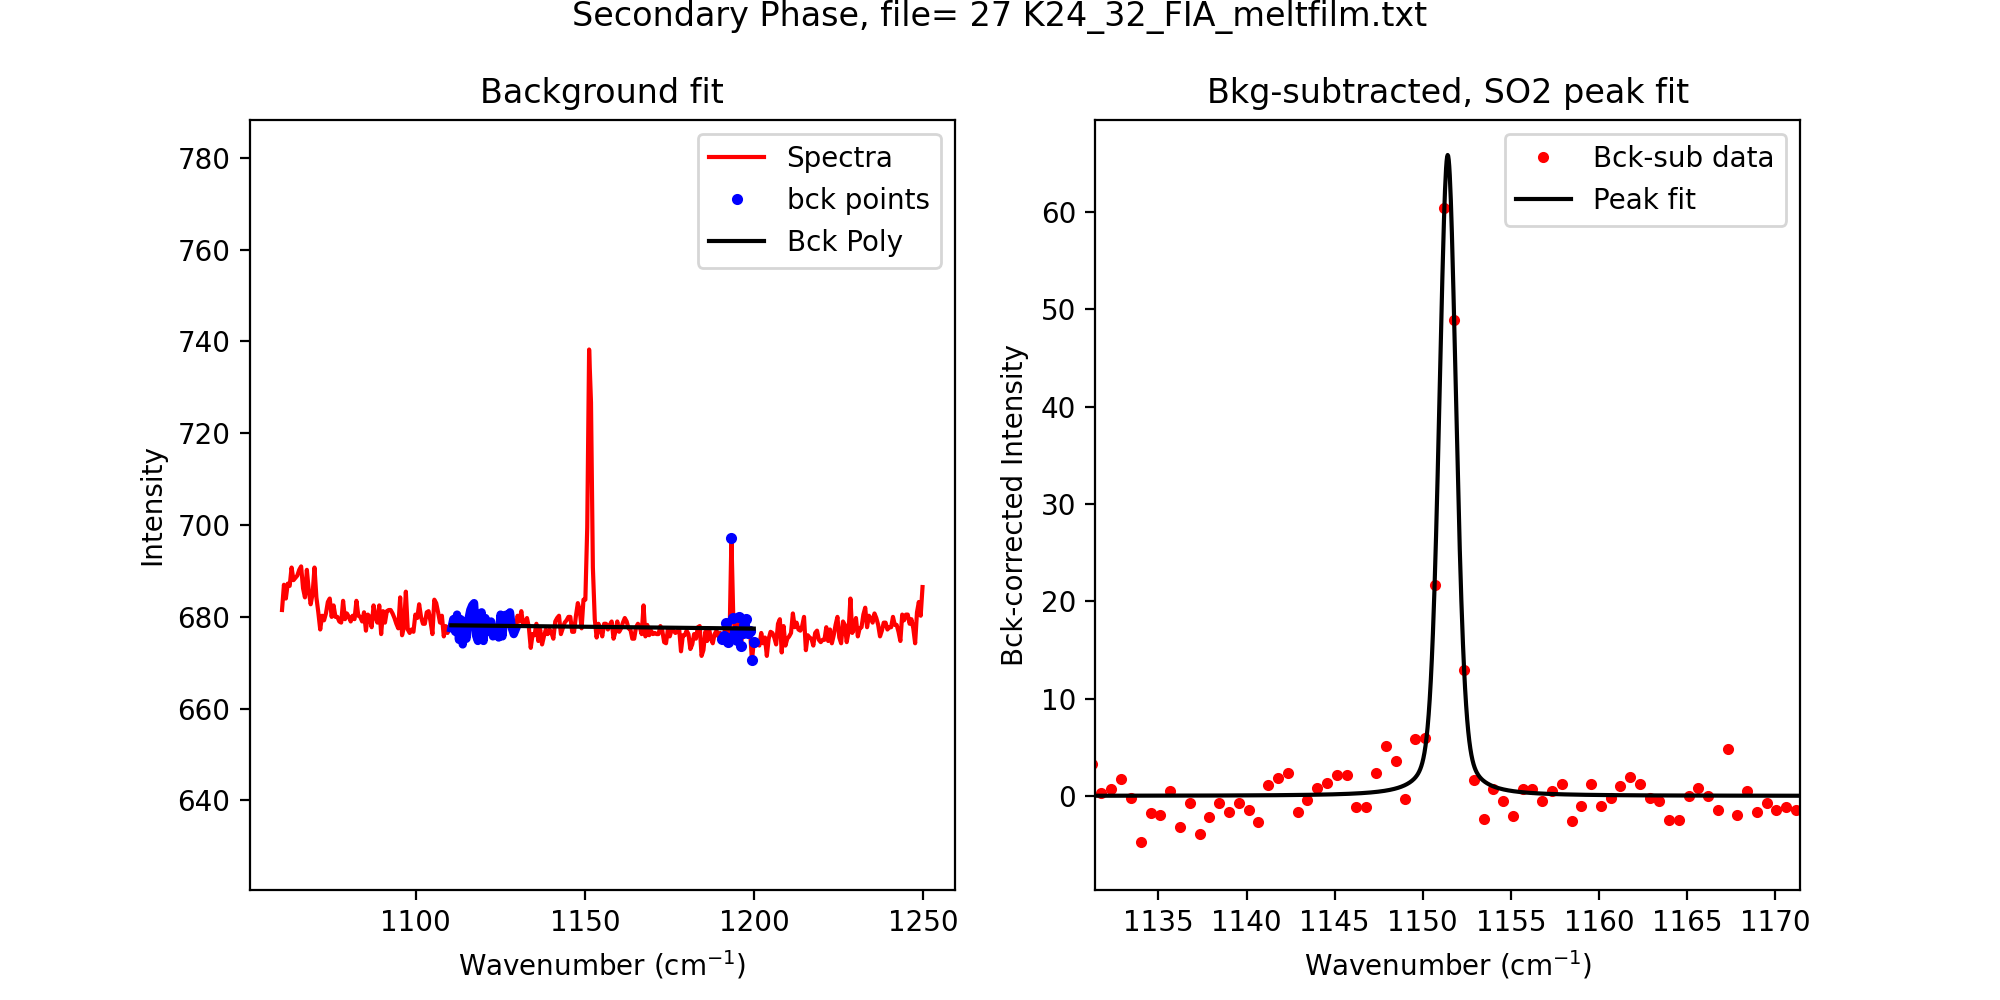 Secondary Phase, file= 27 K24_32_FIA_meltfilm.txt
Background fit
Spectra
bck points
Bck Poly
Intensity
780
760
740
720
700
680
660
640
1100 1150 1200 1250
Wavenumber (cm⁻¹)
Bkg-subtracted, SO2 peak fit
Bck-sub data
Peak fit
Bck-corrected Intensity
60
50
40
30
20
10
0
1135 1140 1145 1150 1155 1160 1165 1170
Wavenumber (cm⁻¹)